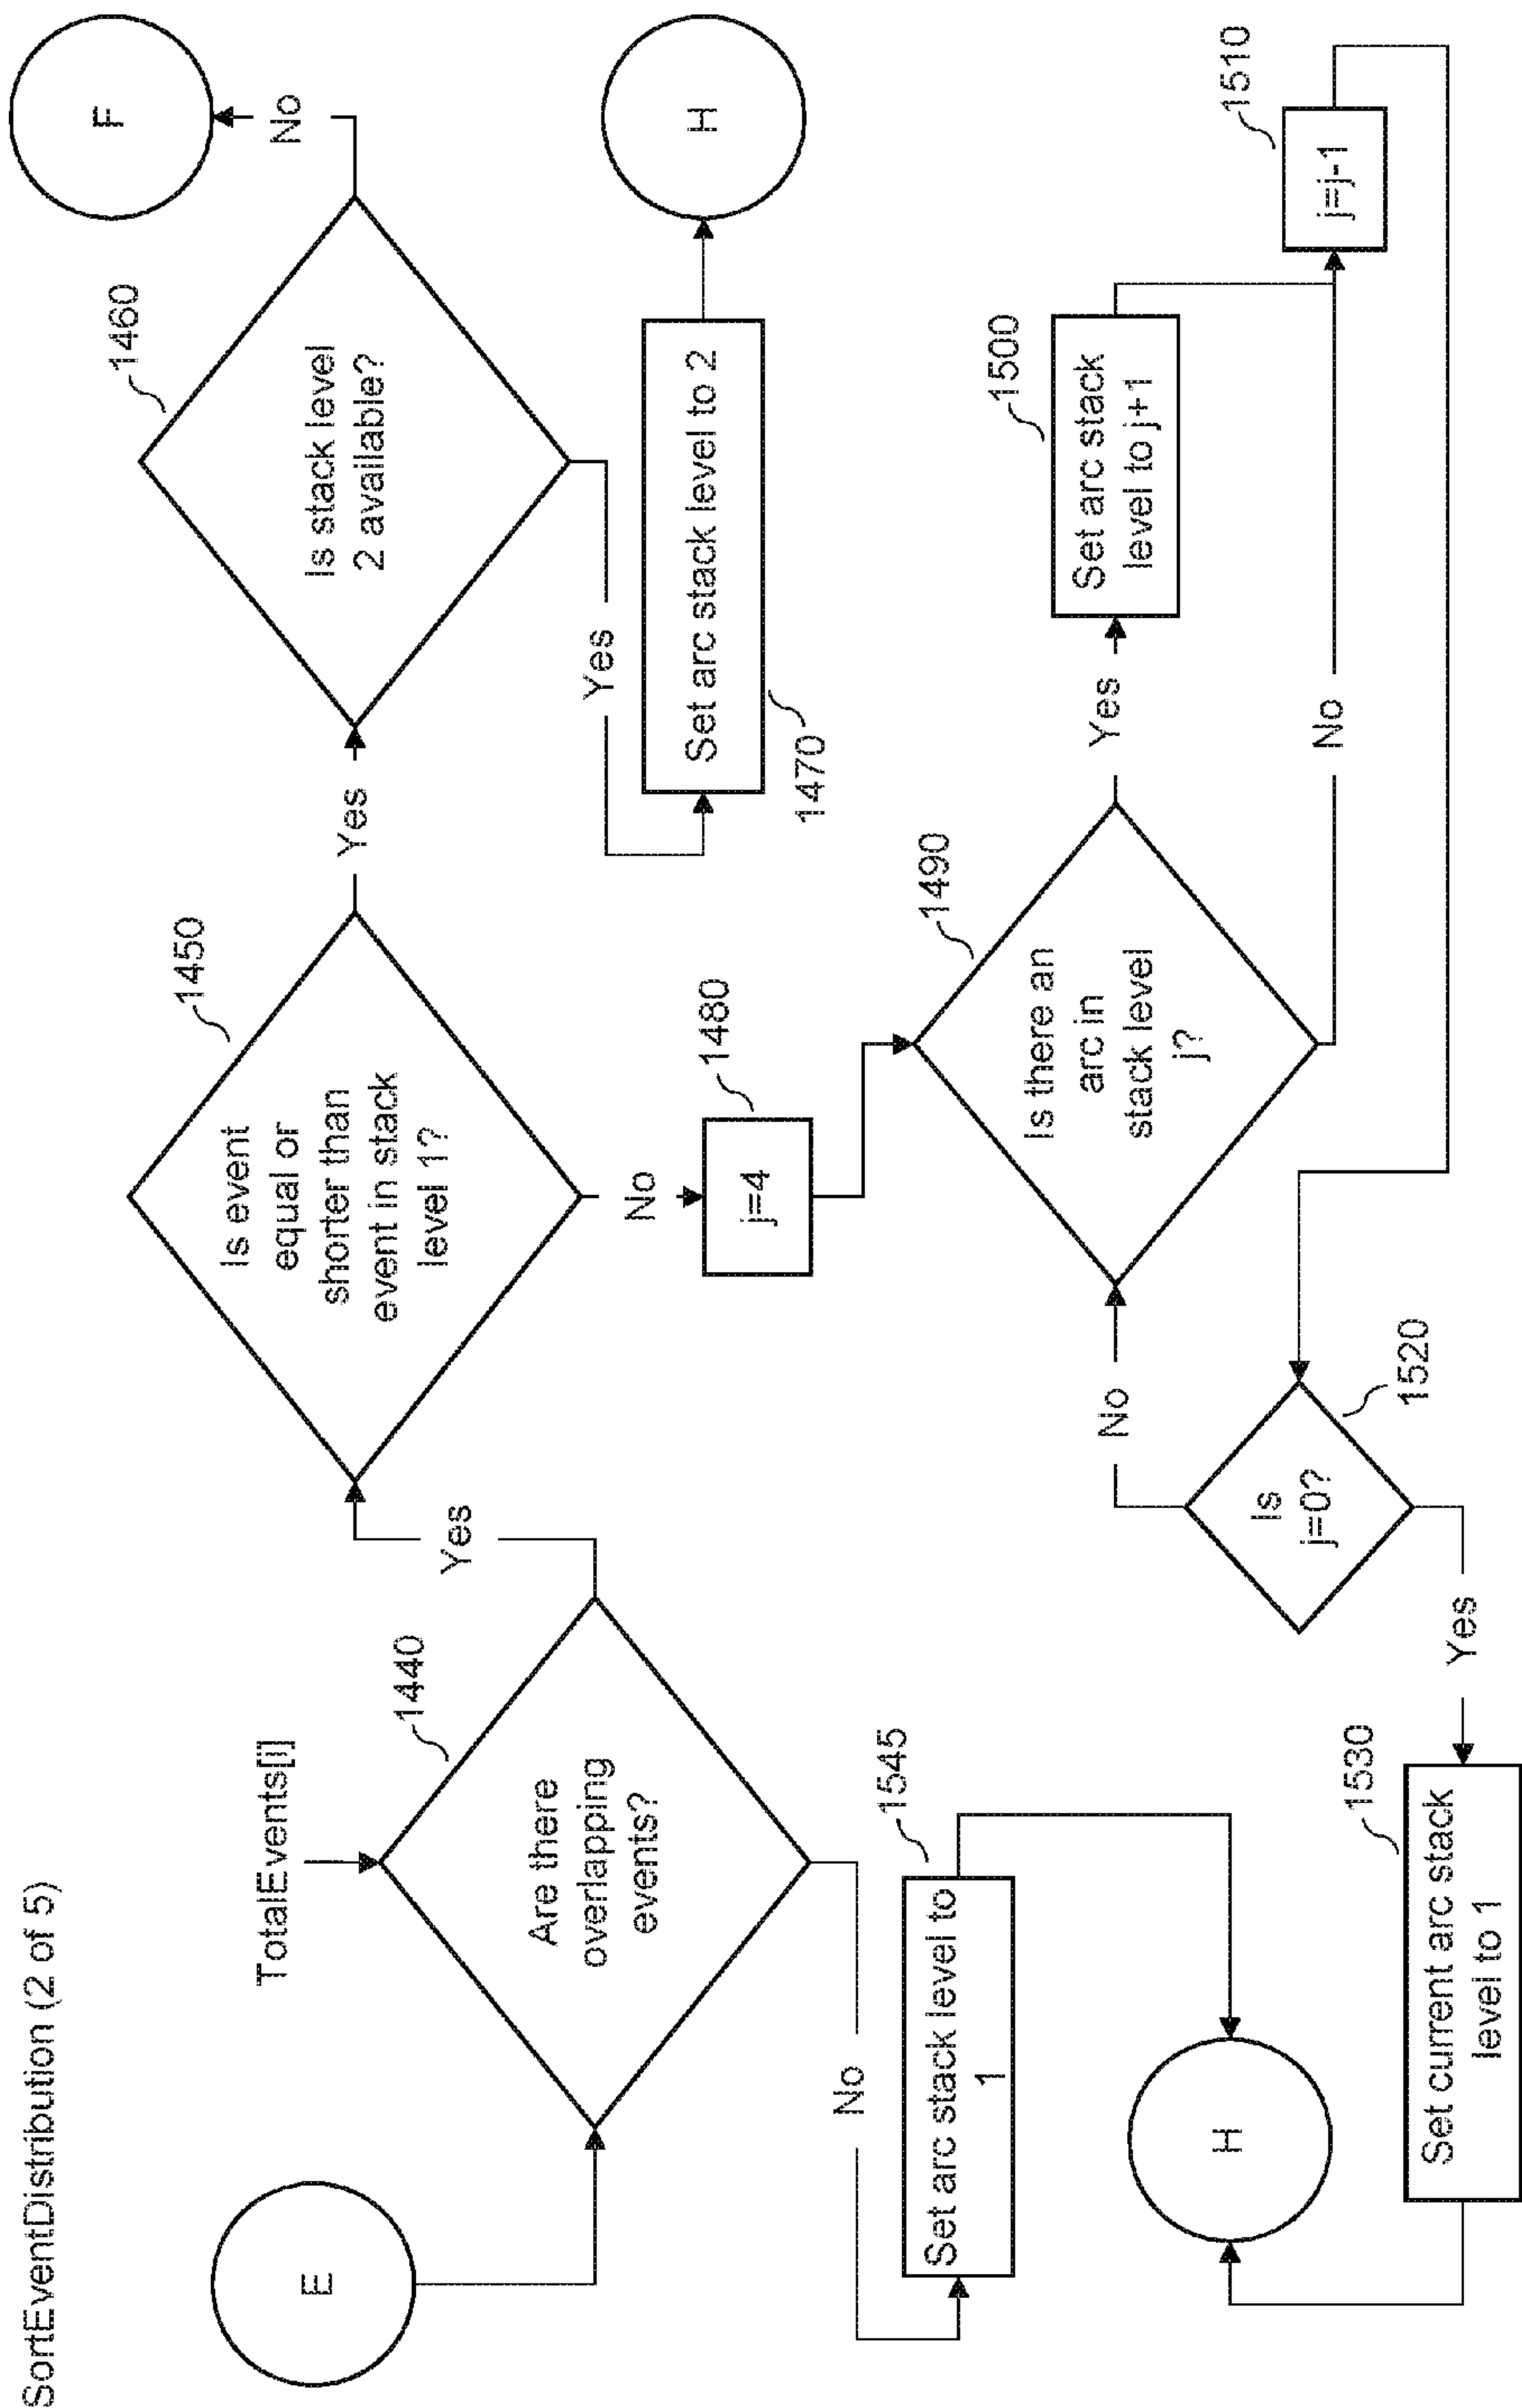 SortEventDistribution (2 of 5)
E
TotalEvents[i]
1440
Are there
overlapping
events?
Yes
No
1450
Is event
equal or
shorter than
event in stack
level 1?
Yes
No
1460
Is stack level
2 available?
No
F
Yes
Set arc stack level to 2
1470
H
1480
j=4
1490
Is there an
arc in
stack level
j?
Yes
No
1500
Set arc stack
level to j+1
1510
j=j-1
1520
Is
j=0?
No
Yes
1545
Set arc stack level to
1
H
1530
Set current arc stack
level to 1